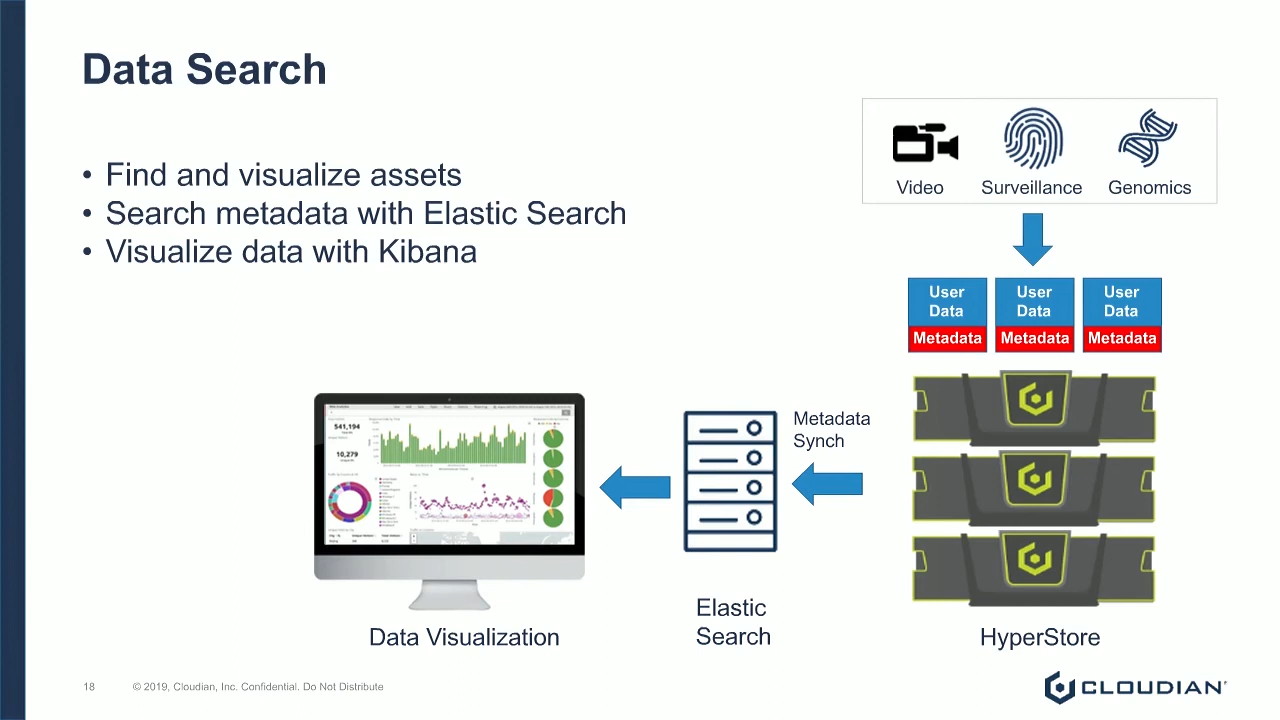 Data Search
• Find and visualize assets
• Search metadata with Elastic Search
• Visualize data with Kibana
Video
Surveillance
Genomics
User
Data
Metadata
User
Data
Metadata
User
Data
Metadata
Metadata
Synch
541,194
10,279
Data Visualization
Elastic
Search
HyperStore
18
© 2019, Cloudian, Inc. Confidential. Do Not Distribute
CLOUDIAN